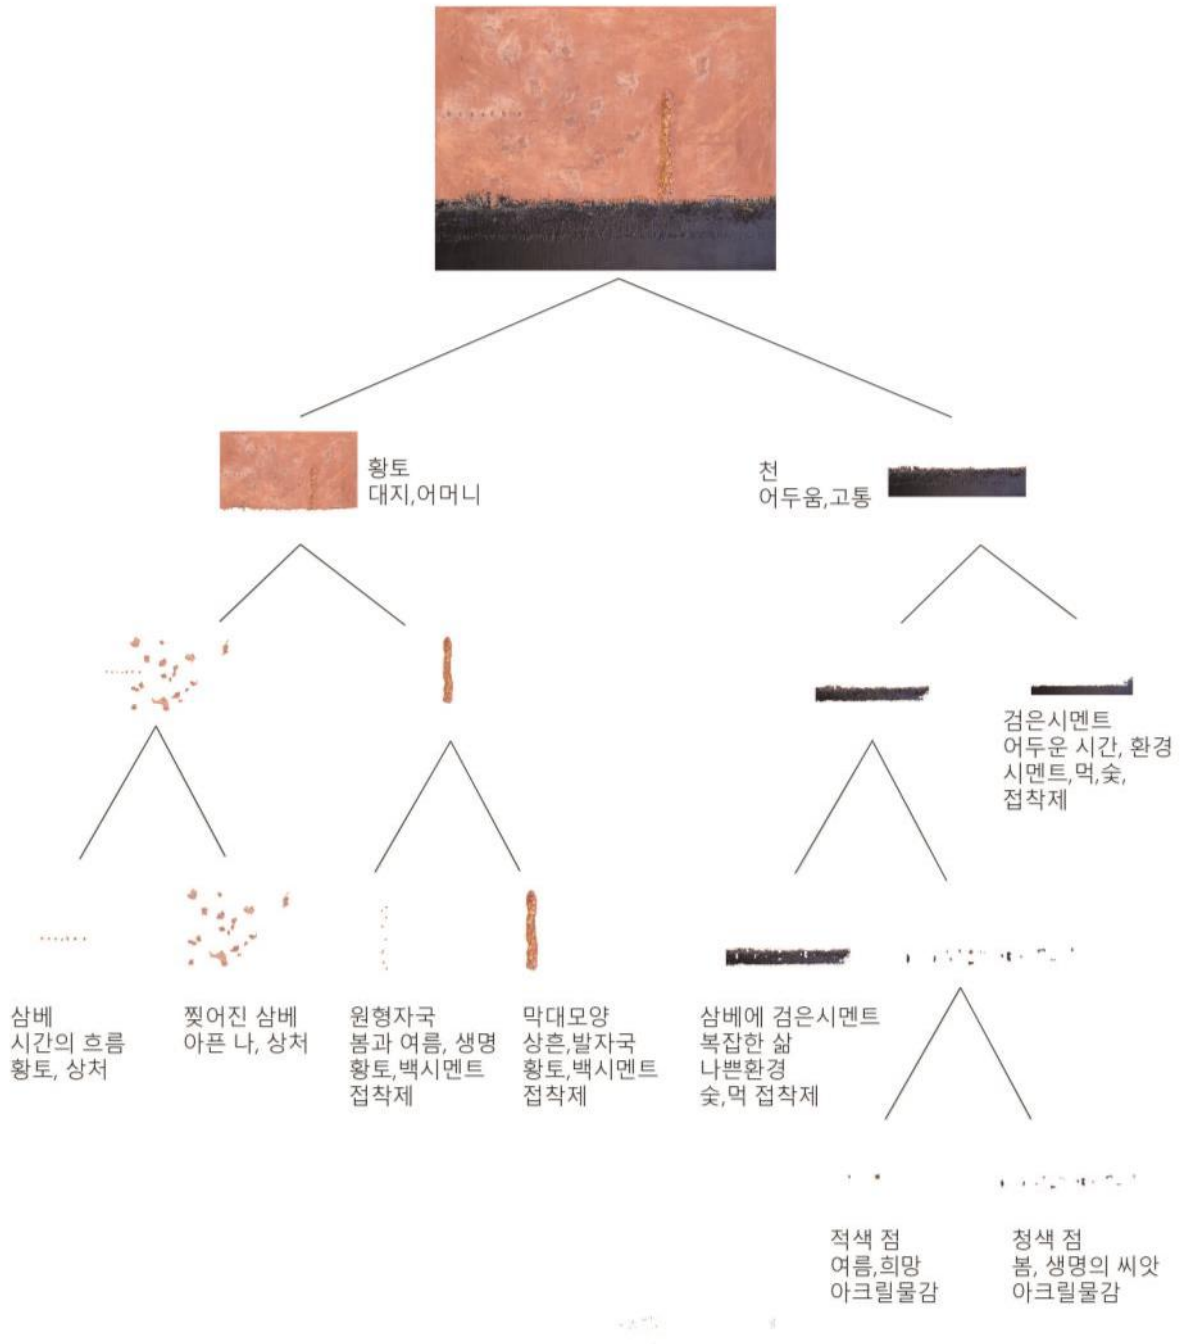 황토
대지,어머니
천
어두움,고통
검은시멘트
어두운 시간, 환경
시멘트,먹,숯,
접착제
삼베
시간의 흐름
황토, 상처
찢어진 삼베
아픈 나, 상처
원형자국
봄과 여름, 생명
황토,백시멘트
접착제
막대모양
상흔,발자국
황토,백시멘트
접착제
삼베에 검은시멘트
복잡한 삶
나쁜환경
숯,먹 접착제
적색 점
여름,희망
아크릴물감
청색 점
봄, 생명의 씨앗
아크릴물감